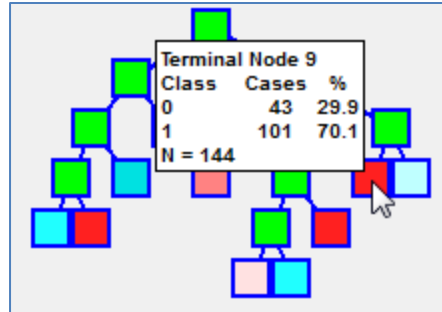 Terminal Node 9
Class Cases %
0 43 29.9
1 101 70.1
N = 144